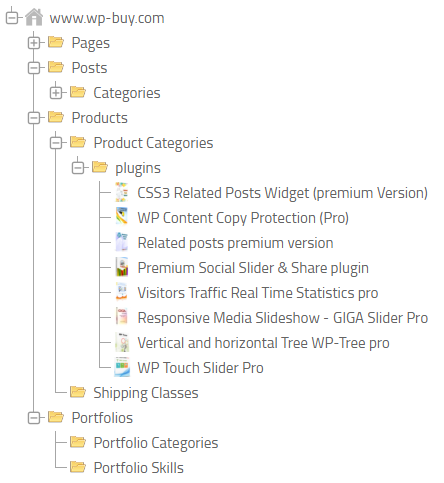 www.wp-buy.com
Pages
Posts
Categories
Products
Product Categories
plugins
CSS3 Related Posts Widget (premium Version)
WP Content Copy Protection (Pro)
Related posts premium version
Premium Social Slider & Share plugin
Visitors Traffic Real Time Statistics pro
Responsive Media Slideshow - GIGA Slider Pro
Vertical and horizontal Tree WP-Tree pro
WP Touch Slider Pro
Shipping Classes
Portfolios
Portfolio Categories
Portfolio Skills